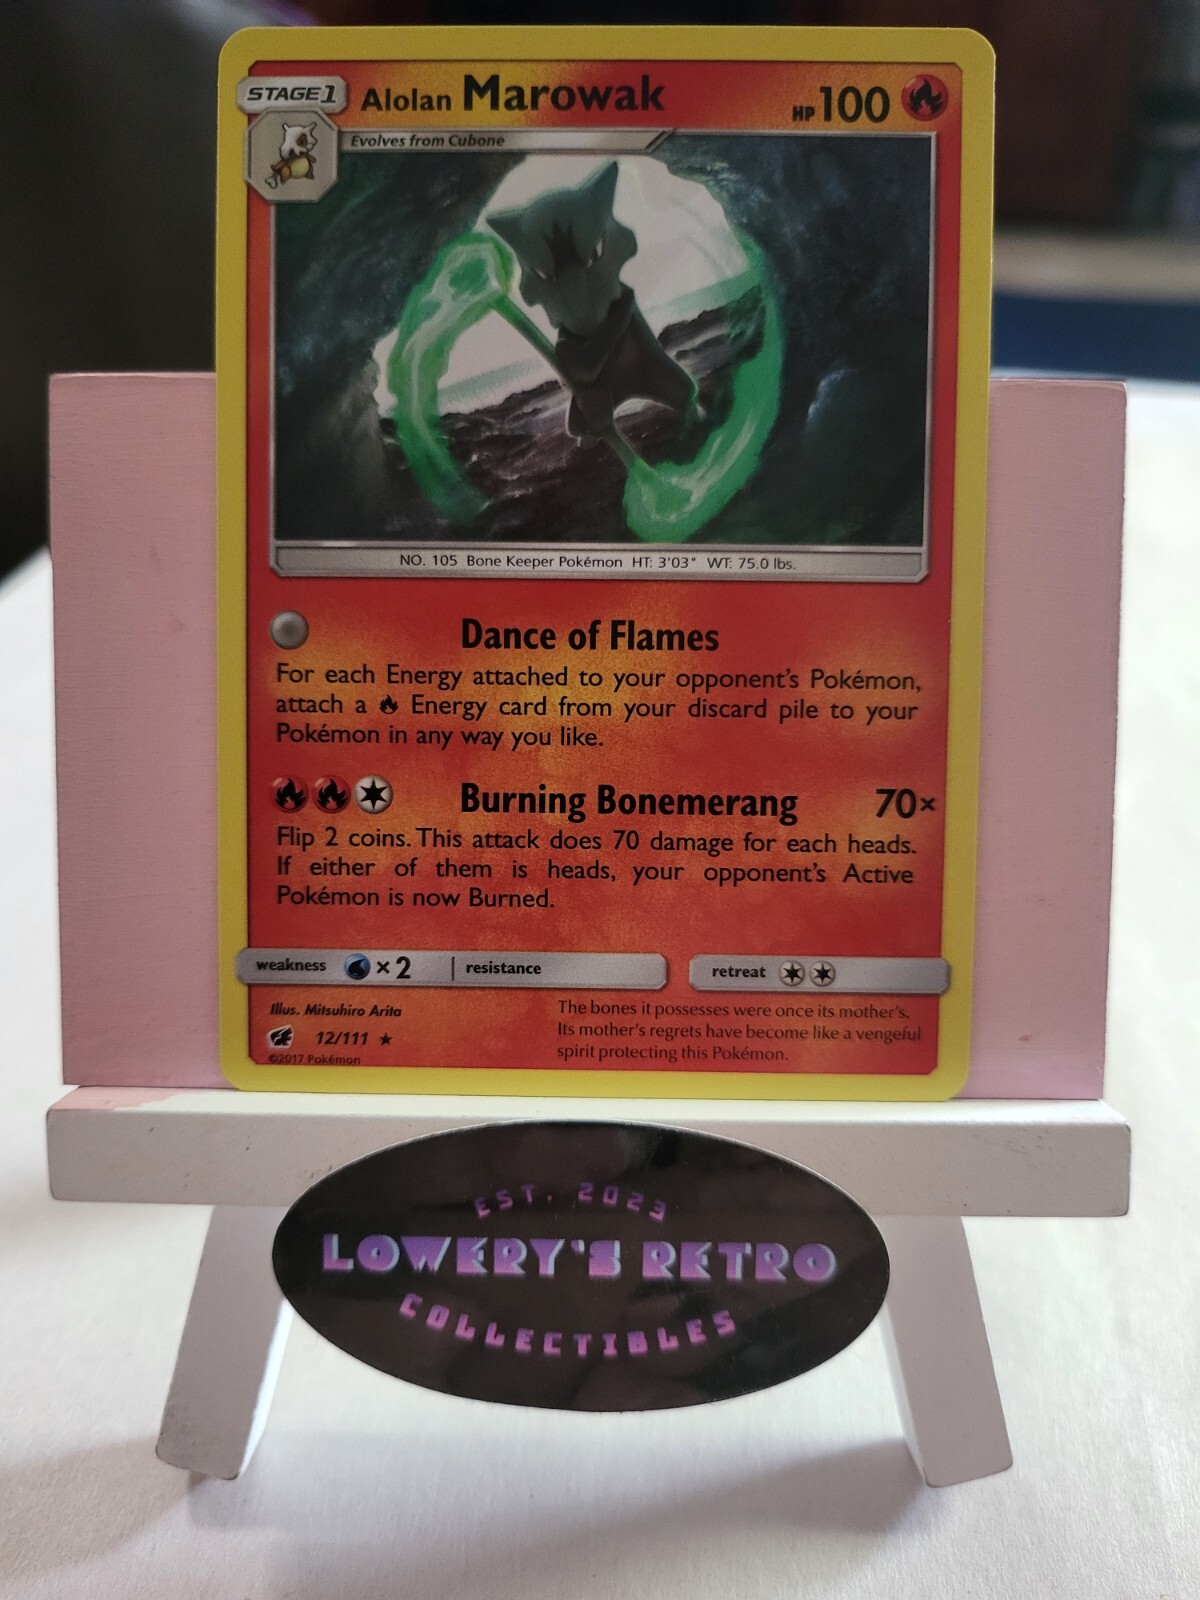 STAGE1 Alolan Marowak HP 100
Evolves from Cubone
NO. 105 Bone Keeper Pokémon HT: 3'03" WT: 75.0 lbs.
Dance of Flames
For each Energy attached to your opponent's Pokémon,
attach a Energy card from your discard pile to your
Pokémon in any way you like.
Burning Bonemerang 70×
Flip 2 coins. This attack does 70 damage for each heads.
If either of them is heads, your opponent's Active
Pokémon is now Burned.
weakness ×2 resistance retreat
Illus. Mitsuhiro Arita
12/111 ★
©2017 Pokémon
The bones it possesses were once its mother's.
Its mother's regrets have become like a vengeful
spirit protecting this Pokémon.
EST. 2023
LOWERY'S RETRO
COLLECTIBLES